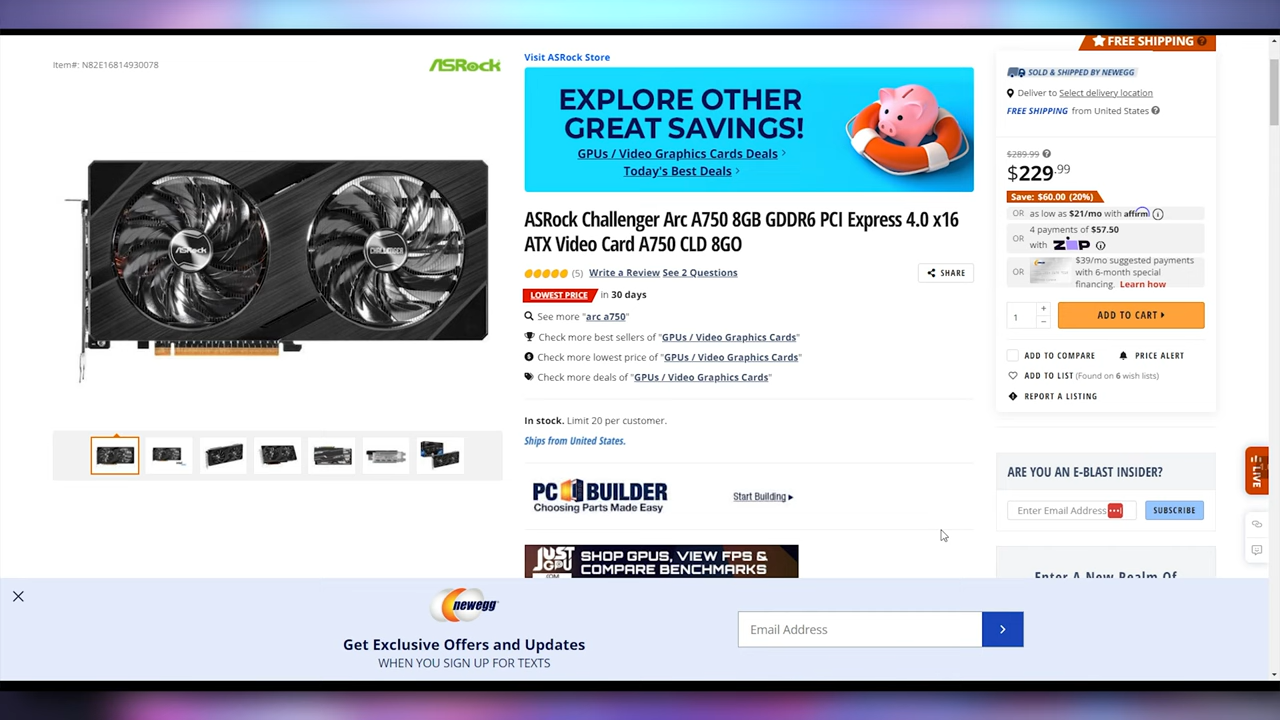 FREE SHIPPING
Item#: N82E16814930078
ASRock
Visit ASRock Store
EXPLORE OTHER
GREAT SAVINGS!
GPUs / Video Graphics Cards Deals
Today's Best Deals
ASRock Challenger Arc A750 8GB GDDR6 PCI Express 4.0 x16
ATX Video Card A750 CLD 8GO
(5) Write a Review See 2 Questions
SHARE
LOWEST PRICE in 30 days
See more "arc a750"
Check more best sellers of "GPUs / Video Graphics Cards"
Check more lowest price of "GPUs / Video Graphics Cards"
Check more deals of "GPUs / Video Graphics Cards"
In stock. Limit 20 per customer.
Ships from United States.
PC BUILDER
Choosing Parts Made Easy
Start Building
JUST
GPU
.COM
SHOP GPUS, VIEW FPS &
COMPARE BENCHMARKS
SOLD & SHIPPED BY NEWEGG
Deliver to Select delivery location
FREE SHIPPING from United States
$289.99
$229.99
Save: $60.00 (20%)
OR as low as $21/mo with affirm
OR 4 payments of $57.50
with ZIP
OR $39/mo suggested payments
with 6-month special
financing. Learn how
1
ADD TO CART
ADD TO COMPARE
PRICE ALERT
ADD TO LIST (Found on 6 wish lists)
REPORT A LISTING
ARE YOU AN E-BLAST INSIDER?
Enter Email Address
SUBSCRIBE
Enter A New Realm Of
LIVE
ASRock
CHALLENGER
newegg
Get Exclusive Offers and Updates
WHEN YOU SIGN UP FOR TEXTS
Email Address